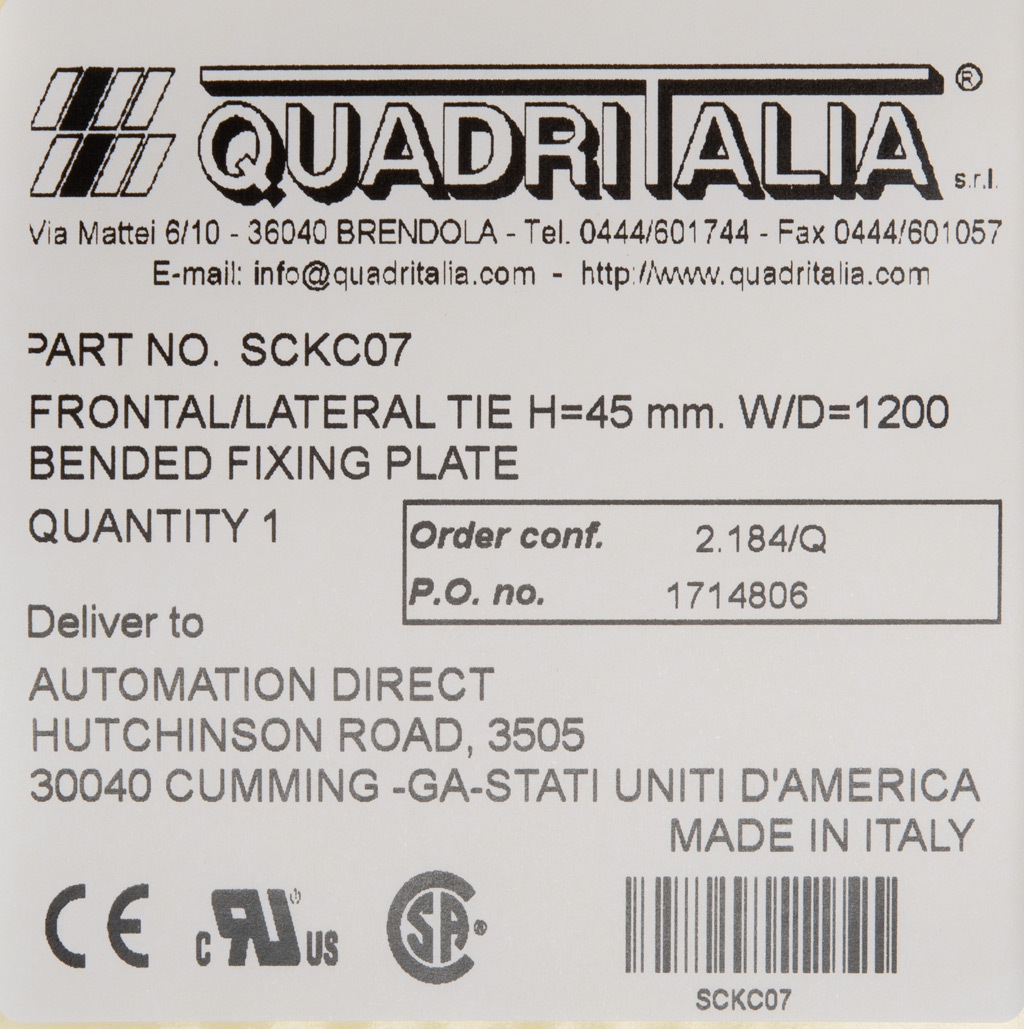 QUADRITALIA® s.r.l.
Via Mattei 6/10 - 36040 BRENDOLA - Tel. 0444/601744 - Fax 0444/601057
E-mail: info@quadritalia.com - http://www.quadritalia.com
PART NO. SCKC07
FRONTAL/LATERAL TIE H=45 mm. W/D=1200
BENDED FIXING PLATE
QUANTITY 1
Order conf. 2.184/Q
P.O. no. 1714806
Deliver to
AUTOMATION DIRECT
HUTCHINSON ROAD, 3505
30040 CUMMING -GA-STATI UNITI D'AMERICA
MADE IN ITALY
CE
C RU US
SA®
SCKC07